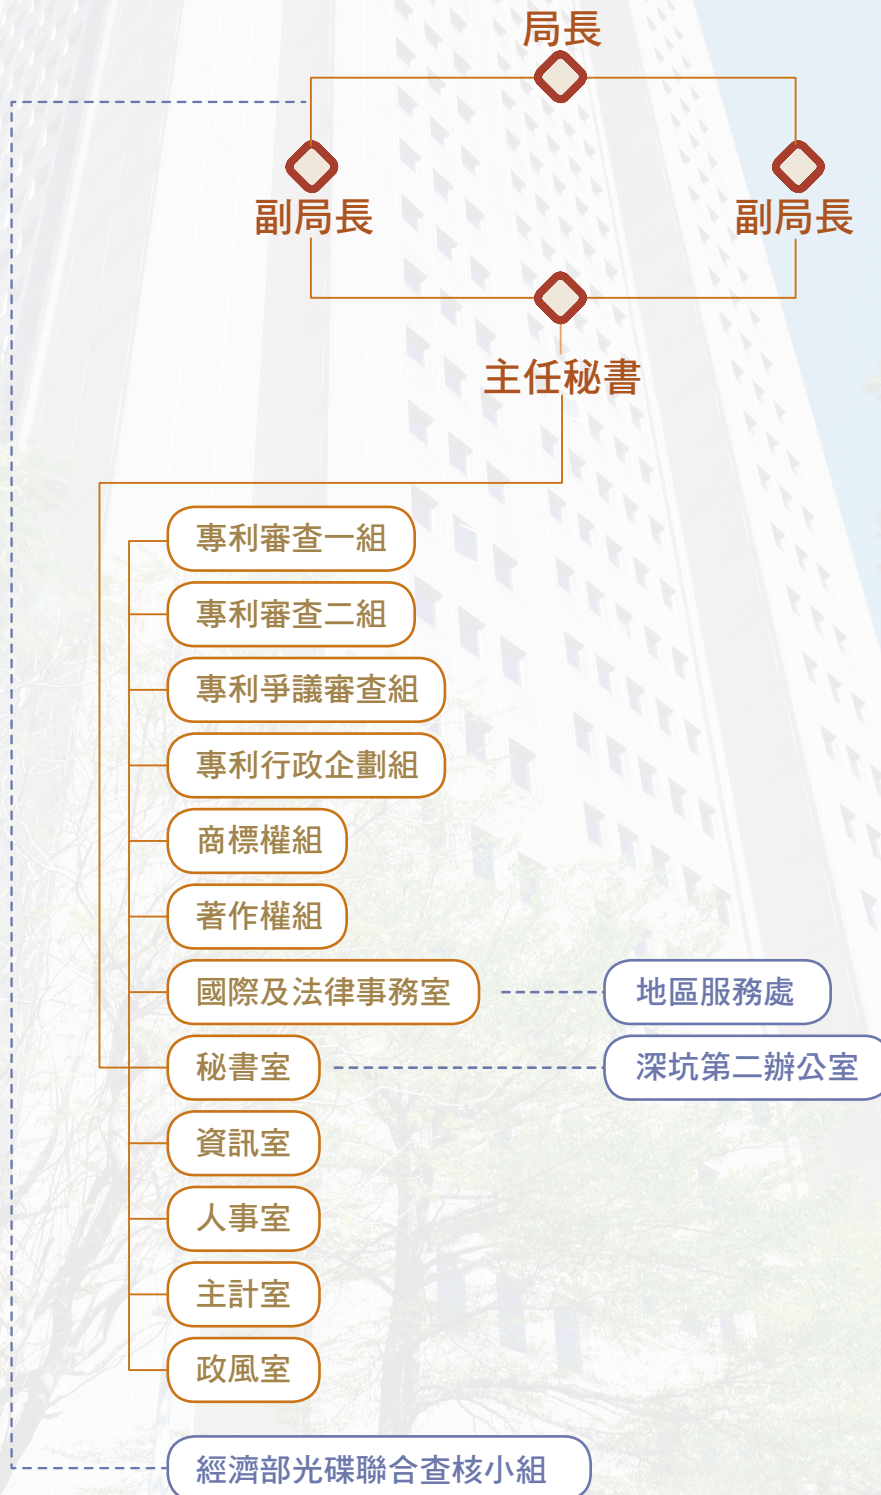 局長
副局長
副局長
主任秘書
專利審查一組
專利審查二組
專利爭議審查組
專利行政企劃組
商標權組
著作權組
國際及法律事務室
地區服務處
秘書室
深坑第二辦公室
資訊室
人事室
主計室
政風室
經濟部光碟聯合查核小組